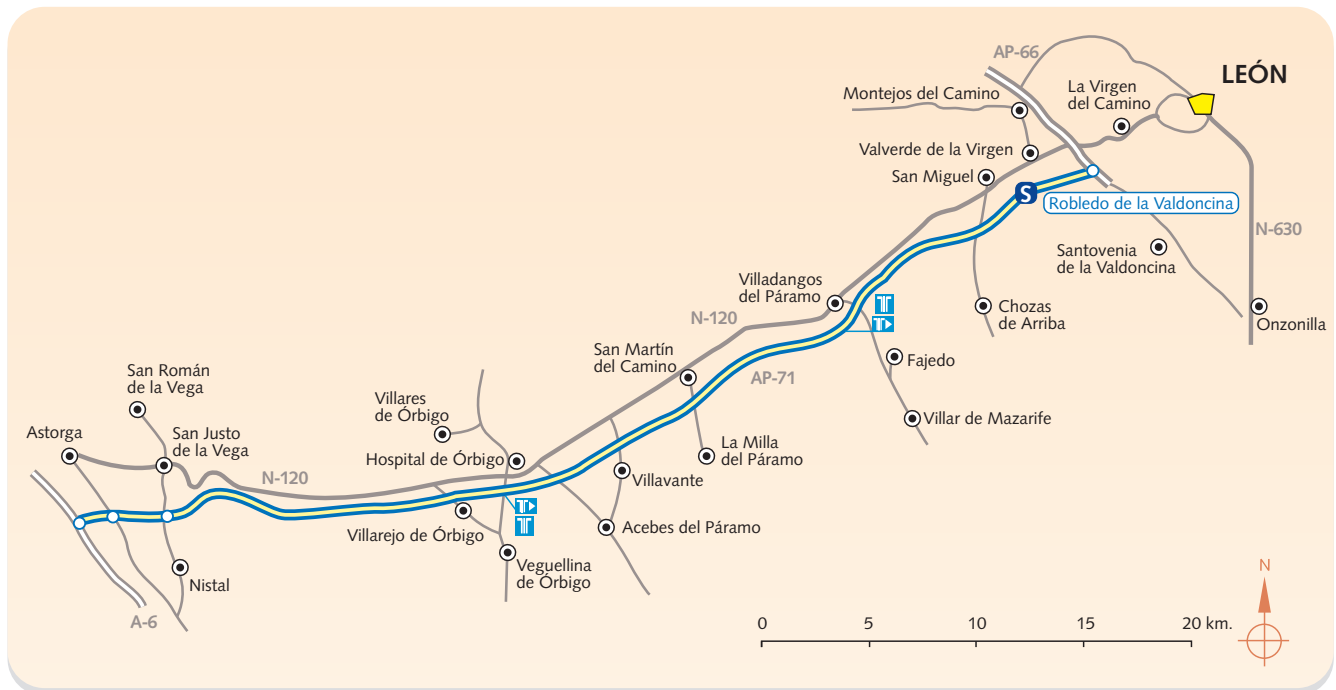 AP-66
LEÓN
La Virgen
del Camino
Montejos del Camino
Valverde de la Virgen
San Miguel
S
Robledo de la Valdoncina
N-630
Santovenia
de la Valdoncina
Villadangos
del Páramo
Chozas
de Arriba
Onzonilla
N-120
San Martín
del Camino
Fajedo
AP-71
San Román
de la Vega
Villares
de Órbigo
Villar de Mazarife
Astorga
San Justo
de la Vega
La Milla
del Páramo
Hospital de Órbigo
N-120
Villavante
Villarejo de Órbigo
Acebes del Páramo
Veguellina
de Órbigo
Nistal
A-6
N
0 5 10 15 20 km.